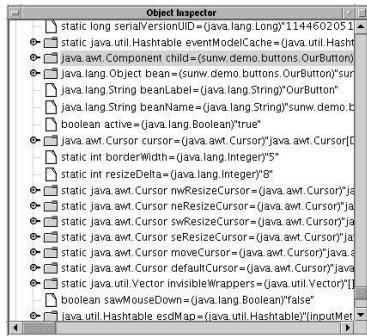 Object Inspector
static long serialVersionUID=(java.lang.Long)"1144602051
static java.util.Hashtable eventModelCache=(java.util.Hasht
java.awt.Component child=(sunw.demo.buttons.OurButton)
java.lang.Object bean=(sunw.demo.buttons.OurButton)"sun
java.lang.String beanLabel=(java.lang.String)"OurButton"
java.lang.String beanName=(java.lang.String)"sunw.demo.b
boolean active=(java.lang.Boolean)"true"
java.awt.Cursor cursor=(java.awt.Cursor)"java.awt.Cursor[D
static int borderWidth=(java.lang.Integer)"5"
static int resizeDelta=(java.lang.Integer)"8"
static java.awt.Cursor nwResizeCursor=(java.awt.Cursor)"ja
static java.awt.Cursor neResizeCursor=(java.awt.Cursor)"jav
static java.awt.Cursor swResizeCursor=(java.awt.Cursor)"ja
static java.awt.Cursor seResizeCursor=(java.awt.Cursor)"jav
static java.awt.Cursor moveCursor=(java.awt.Cursor)"java.a
static java.awt.Cursor defaultCursor=(java.awt.Cursor)"java
static java.util.Vector invisibleWrappers=(java.util.Vector)"[]
boolean sawMouseDown=(java.lang.Boolean)"false"
java.util.Hashtable esdMap=(java.util.Hashtable)"{inputMet